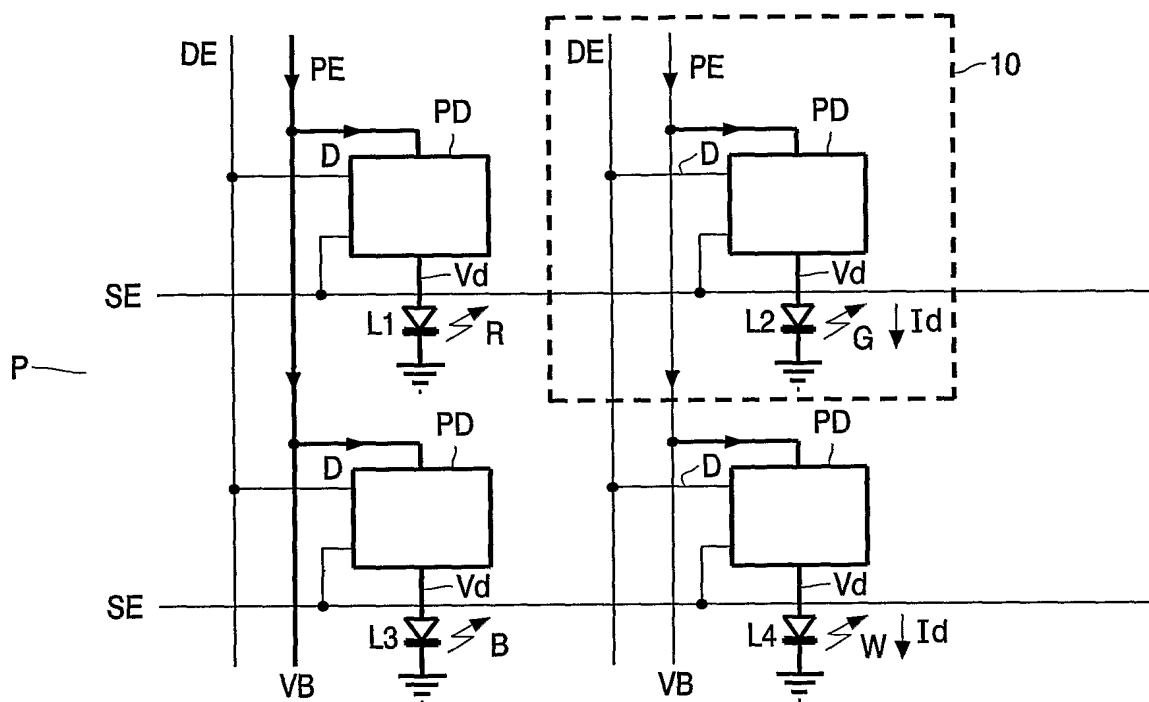 DE PE DE PE 10
PD PD
D D
Vd Vd
SE
L1 R L2 G Id
P
PD PD
D D
Vd Vd
SE
L3 B L4 W Id
VB VB